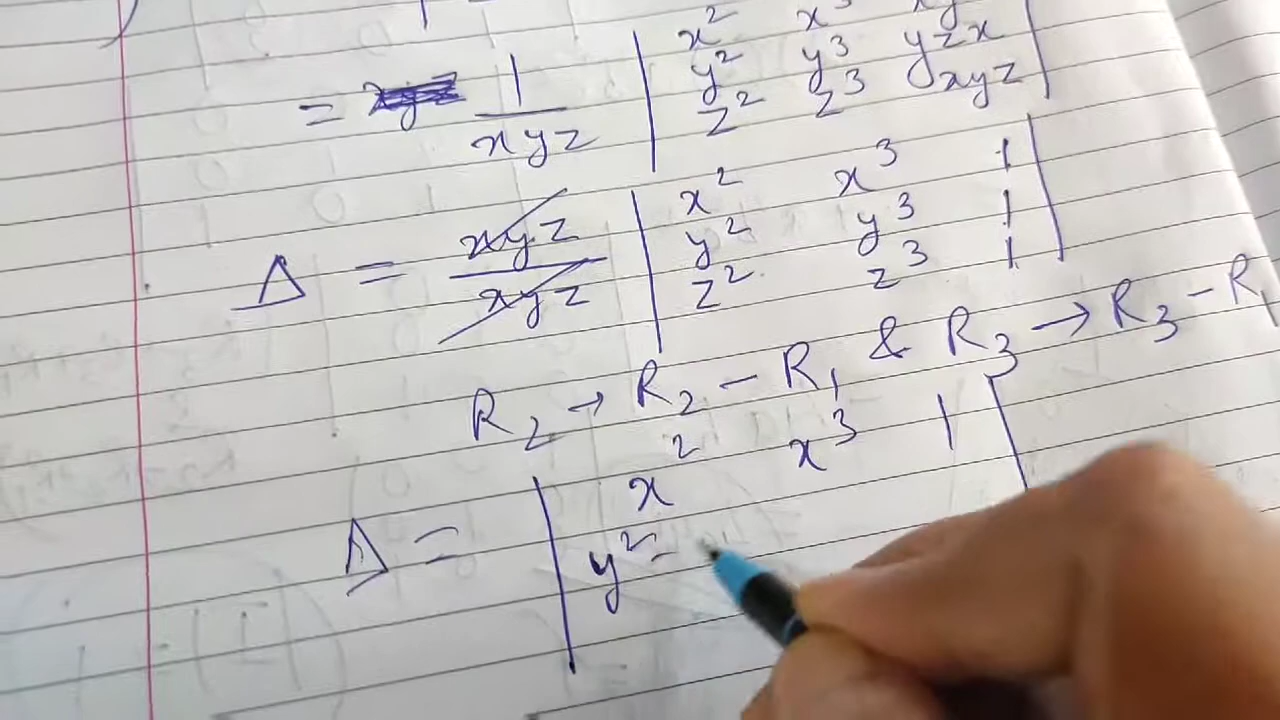 x² x³ xy
= 1/xyz | y² y³ yzx |
z² z³ xyz
x² x³ 1
Δ = xyz/xyz | y² y³ 1 |
z² z³ 1
R₂ → R₂ − R₁ & R₃ → R₃ − R₁
x² x³ 1
Δ = | y² −